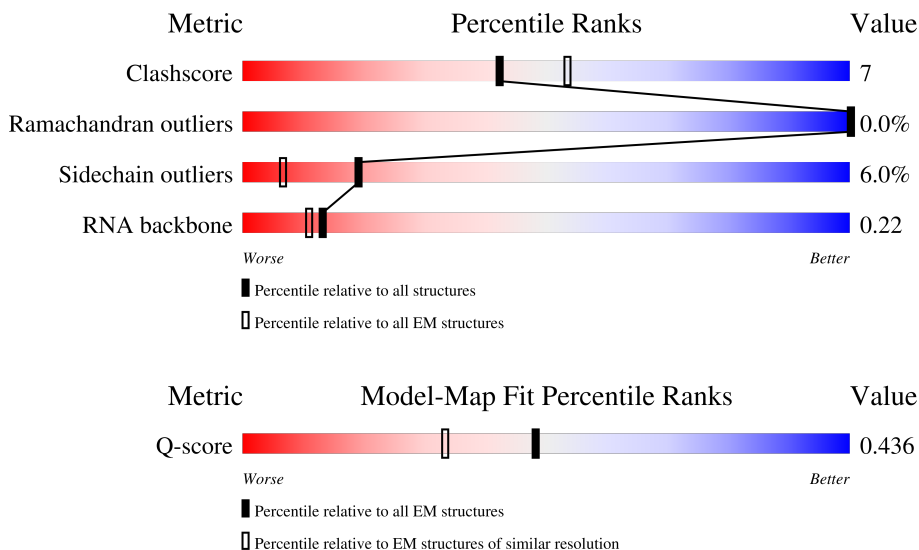 Metric Percentile Ranks Value
Clashscore 7
Ramachandran outliers 0.0%
Sidechain outliers 6.0%
RNA backbone 0.22
Worse Better
Percentile relative to all structures
Percentile relative to all EM structures
Metric Model-Map Fit Percentile Ranks Value
Q-score 0.436
Worse Better
Percentile relative to all EM structures
Percentile relative to EM structures of similar resolution